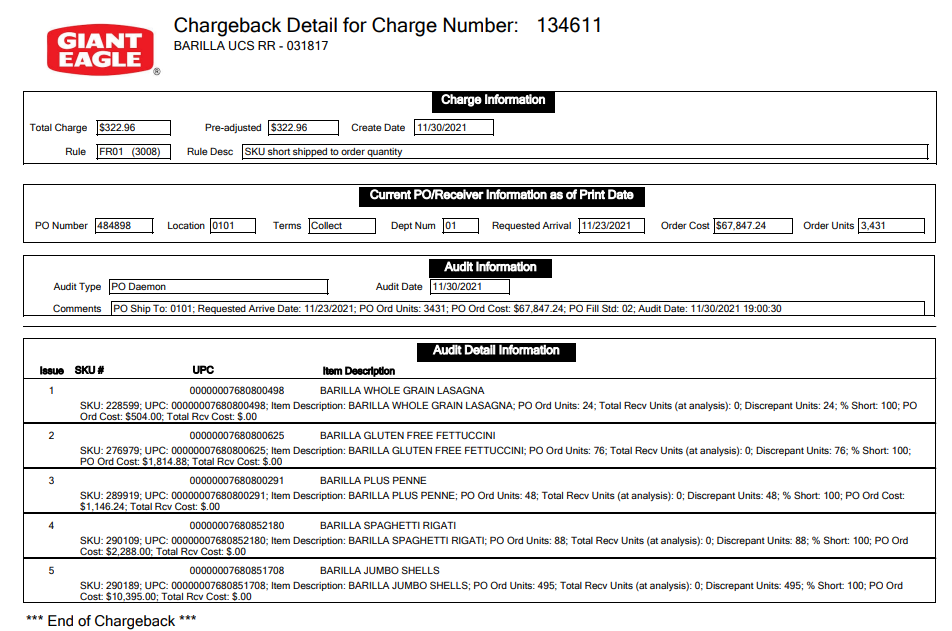 GIANT
EAGLE
®
Chargeback Detail for Charge Number: 134611
BARILLA UCS RR - 031817
Charge Information
Total Charge $322.96 Pre-adjusted $322.96 Create Date 11/30/2021
Rule FR01 (3008) Rule Desc SKU short shipped to order quantity
Current PO/Receiver Information as of Print Date
PO Number 484898 Location 0101 Terms Collect Dept Num 01 Requested Arrival 11/23/2021 Order Cost $67,847.24 Order Units 3,431
Audit Information
Audit Type PO Daemon Audit Date 11/30/2021
Comments PO Ship To: 0101; Requested Arrive Date: 11/23/2021; PO Ord Units: 3431; PO Ord Cost: $67,847.24; PO Fill Std: 02; Audit Date: 11/30/2021 19:00:30
Audit Detail Information
Issue SKU # UPC Item Description
1 00000007680800498 BARILLA WHOLE GRAIN LASAGNA
SKU: 228599; UPC: 00000007680800498; Item Description: BARILLA WHOLE GRAIN LASAGNA; PO Ord Units: 24; Total Recv Units (at analysis): 0; Discrepant Units: 24; % Short: 100; PO
Ord Cost: $504.00; Total Rcv Cost: $.00
2 00000007680800625 BARILLA GLUTEN FREE FETTUCCINI
SKU: 276979; UPC: 00000007680800625; Item Description: BARILLA GLUTEN FREE FETTUCCINI; PO Ord Units: 76; Total Recv Units (at analysis): 0; Discrepant Units: 76; % Short: 100;
PO Ord Cost: $1,814.88; Total Rcv Cost: $.00
3 00000007680800291 BARILLA PLUS PENNE
SKU: 289919; UPC: 00000007680800291; Item Description: BARILLA PLUS PENNE; PO Ord Units: 48; Total Recv Units (at analysis): 0; Discrepant Units: 48; % Short: 100; PO Ord Cost:
$1,146.24; Total Rcv Cost: $.00
4 00000007680852180 BARILLA SPAGHETTI RIGATI
SKU: 290109; UPC: 00000007680852180; Item Description: BARILLA SPAGHETTI RIGATI; PO Ord Units: 88; Total Recv Units (at analysis): 0; Discrepant Units: 88; % Short: 100; PO Ord
Cost: $2,288.00; Total Rcv Cost: $.00
5 00000007680851708 BARILLA JUMBO SHELLS
SKU: 290189; UPC: 00000007680851708; Item Description: BARILLA JUMBO SHELLS; PO Ord Units: 495; Total Recv Units (at analysis): 0; Discrepant Units: 495; % Short: 100; PO Ord
Cost: $10,395.00; Total Rcv Cost: $.00
*** End of Chargeback ***